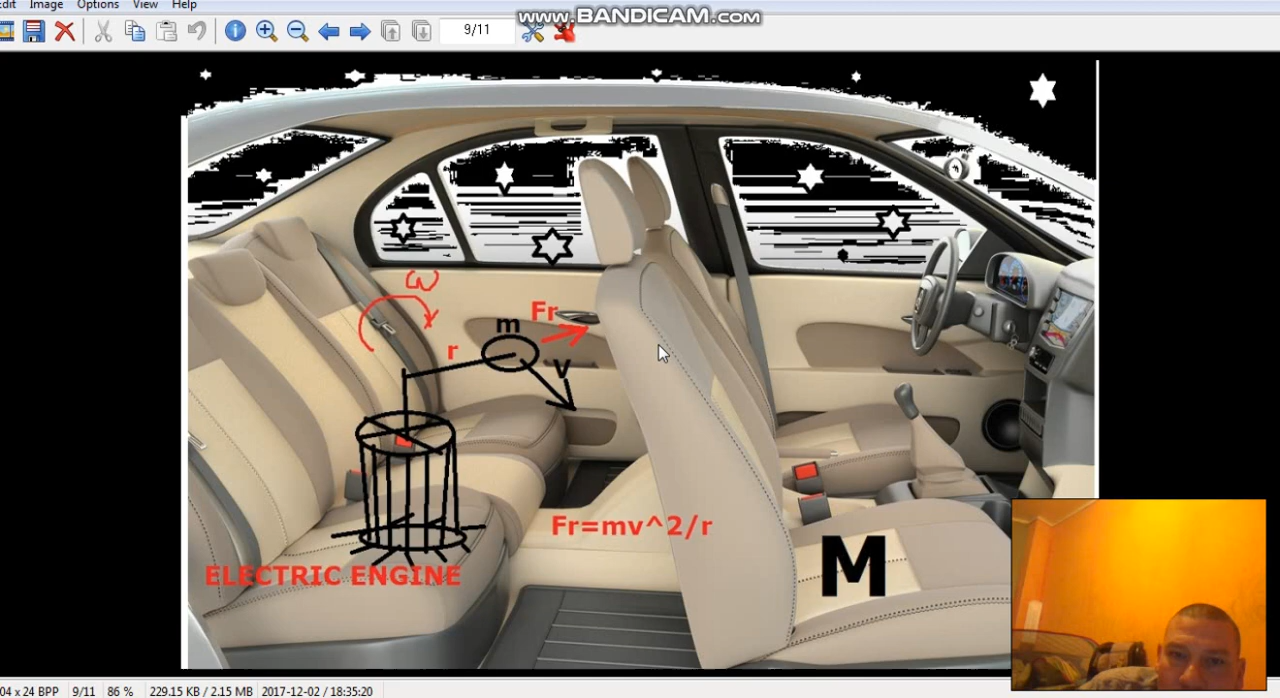 Edit Image Options View Help
www.BANDICAM.com
9/11
ω
Fr
m
r
V
Fr=mv^2/r
M
ELECTRIC ENGINE
04 x 24 BPP 9/11 86 % 229.15 KB / 2.15 MB 2017-12-02 / 18:35:20